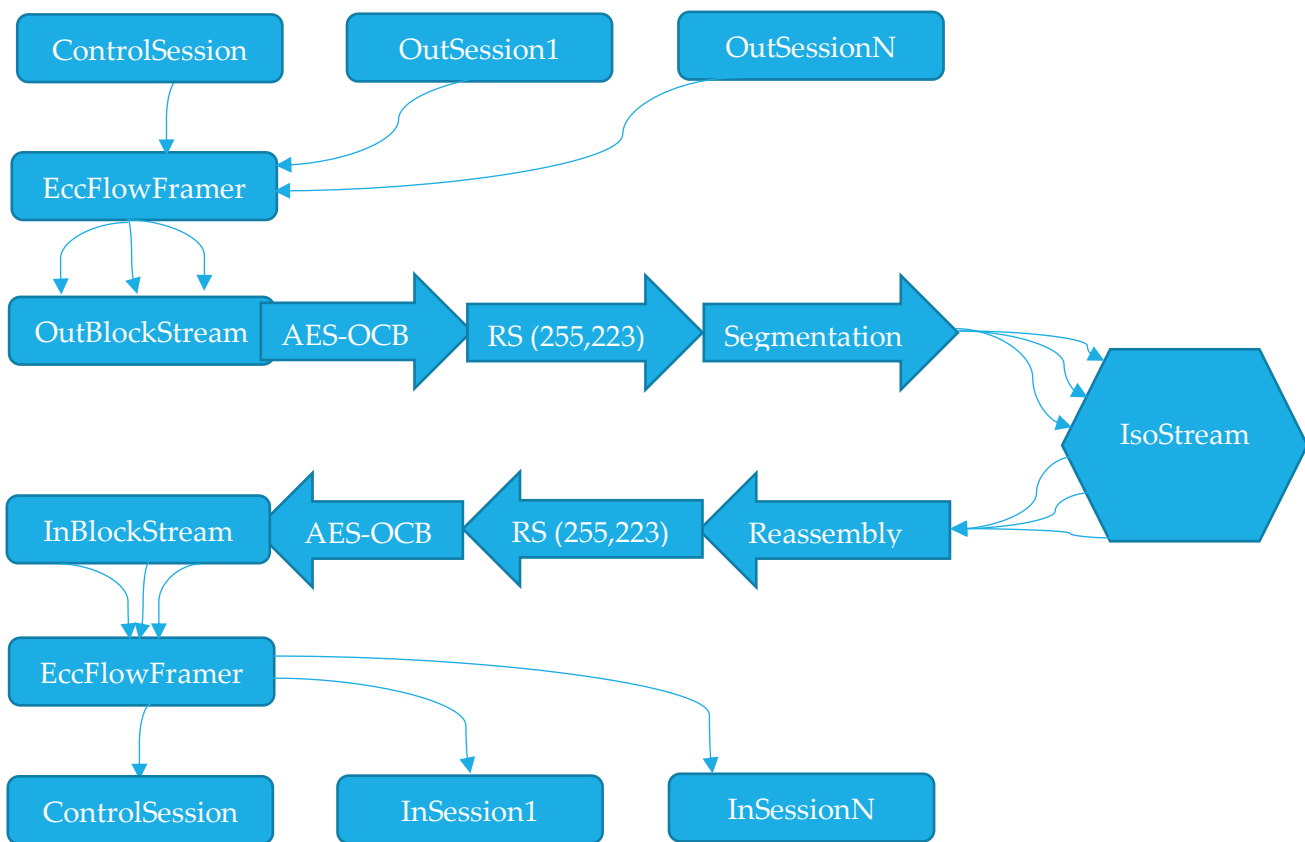 ControlSession
OutSession1
OutSessionN
EccFlowFramer
OutBlockStream
AES-OCB
RS (255,223)
Segmentation
IsoStream
InBlockStream
AES-OCB
RS (255,223)
Reassembly
EccFlowFramer
ControlSession
InSession1
InSessionN